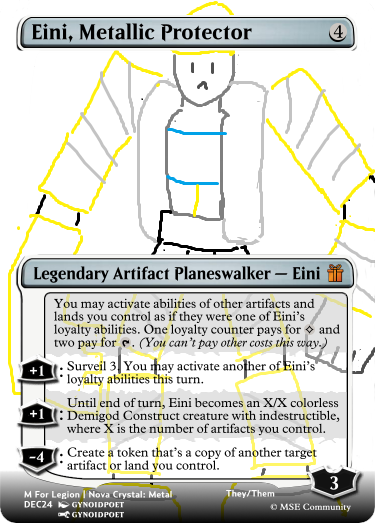 Eini, Metallic Protector 4
Legendary Artifact Planeswalker — Eini
You may activate abilities of other artifacts and
lands you control as if they were one of Eini's
loyalty abilities. One loyalty counter pays for and
two pay for . (You can't pay other costs this way.)
+1 : Surveil 3. You may activate another of Eini's
loyalty abilities this turn.
Until end of turn, Eini becomes an X/X colorless
+1 : Demigod Construct creature with indestructible,
where X is the number of artifacts you control.
-4 : Create a token that's a copy of another target
artifact or land you control.
3
M For Legion | Nova Crystal: Metal They/Them
DEC24 GYNOIDPOET © MSE Community
GYNOIDPOET